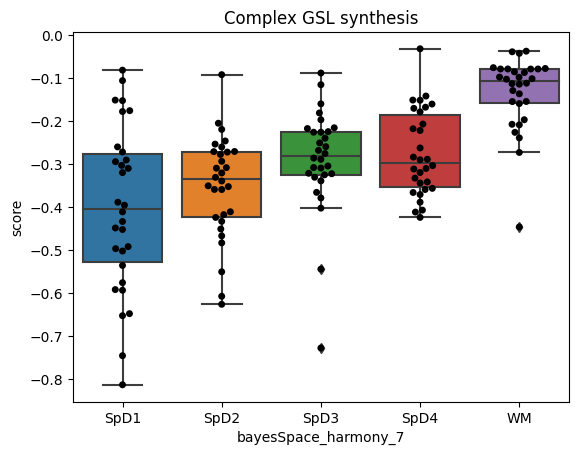 Complex GSL synthesis
0.0
−0.1
−0.2
−0.3
−0.4
−0.5
−0.6
−0.7
−0.8
score
SpD1 SpD2 SpD3 SpD4 WM
bayesSpace_harmony_7